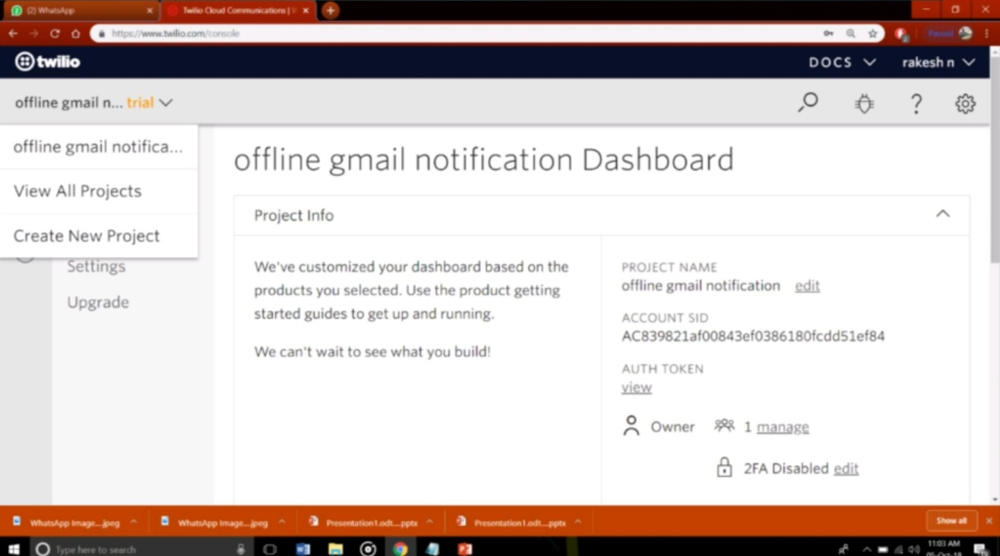 (2) WhatsApp
Twilio Cloud Communications |
https://www.twilio.com/console
Paused
twilio
DOCS
rakesh n
offline gmail n... trial
offline gmail notifica...
View All Projects
Create New Project
Settings
Upgrade
offline gmail notification Dashboard
Project Info
We've customized your dashboard based on the
products you selected. Use the product getting
started guides to get up and running.
We can't wait to see what you build!
PROJECT NAME
offline gmail notification edit
ACCOUNT SID
AC839821af00843ef0386180fcdd51ef84
AUTH TOKEN
view
Owner 1 manage
2FA Disabled edit
WhatsApp Image....jpeg
WhatsApp Image....jpeg
Presentation1.odt....pptx
Presentation1.odt....pptx
Show all
Type here to search
11:03 AM
05-Oct-18